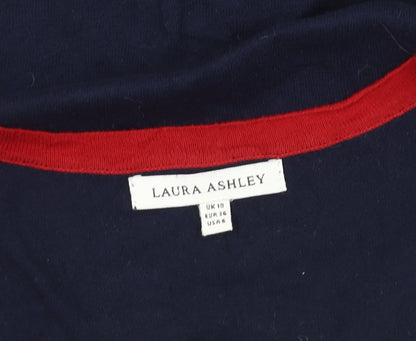 LAURA ASHLEY
UK 10
EUR 36
USA 6